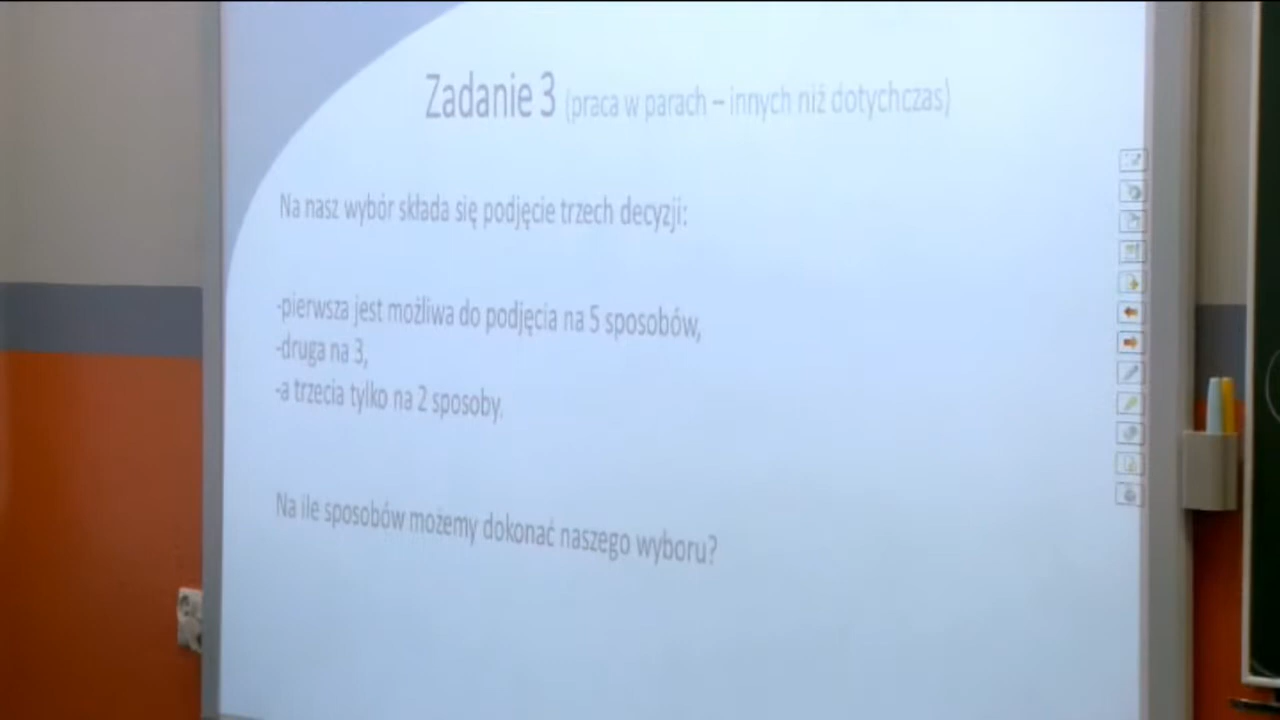 Zadanie 3 (praca w parach – innych niż dotychczas)
Na nasz wybór składa się podjęcie trzech decyzji:
-pierwsza jest możliwa do podjęcia na 5 sposobów,
-druga na 3,
-a trzecia tylko na 2 sposoby.
Na ile sposobów możemy dokonać naszego wyboru?